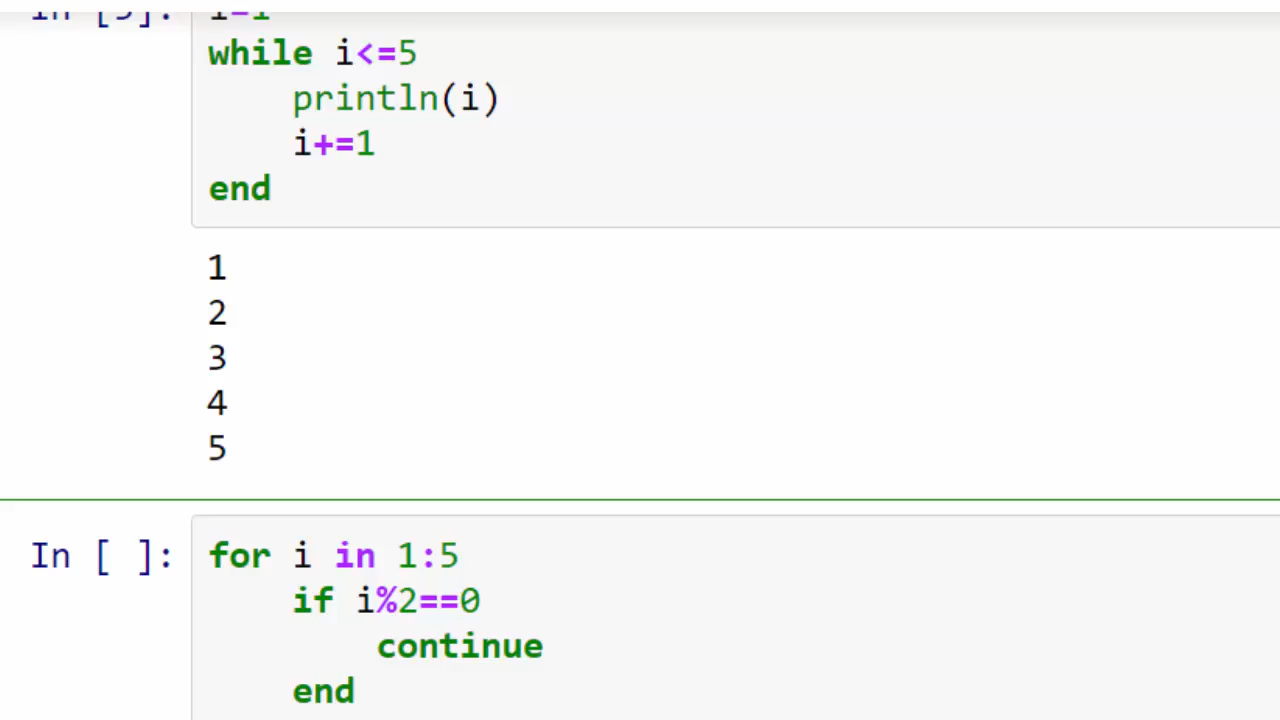 while i<=5
    println(i)
    i+=1
end
1
2
3
4
5
In [ ]: for i in 1:5
    if i%2==0
        continue
    end